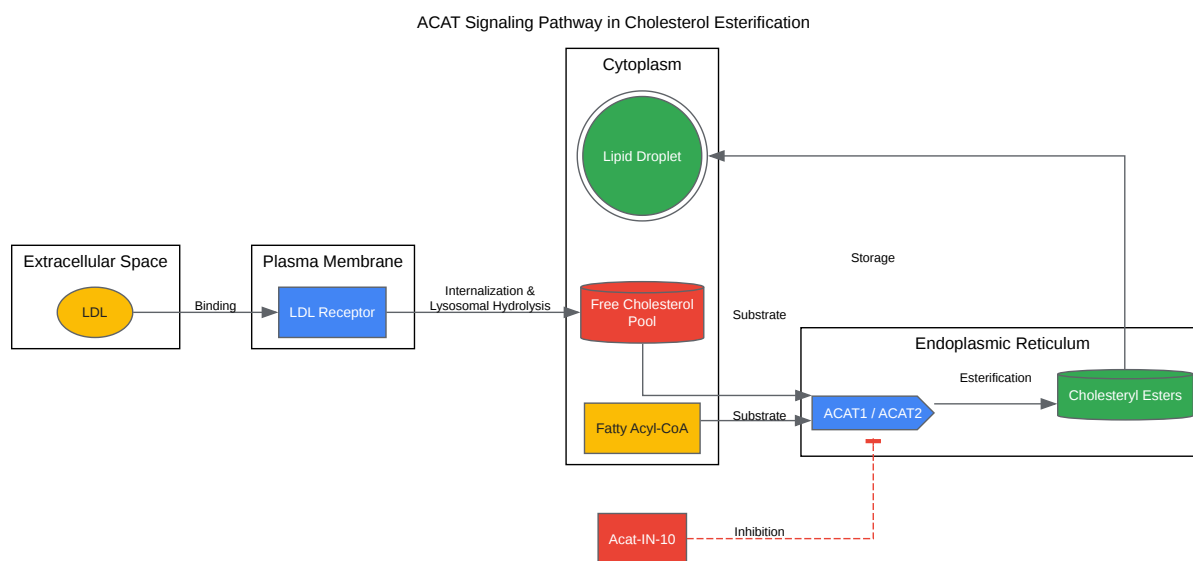 ACAT Signaling Pathway in Cholesterol Esterification
Cytoplasm
Lipid Droplet
Extracellular Space
LDL
Binding
Plasma Membrane
LDL Receptor
Internalization &
Lysosomal Hydrolysis
Free Cholesterol
Pool
Storage
Substrate
Endoplasmic Reticulum
Fatty Acyl-CoA
Substrate
ACAT1 / ACAT2
Esterification
Cholesteryl Esters
Acat-IN-10
Inhibition